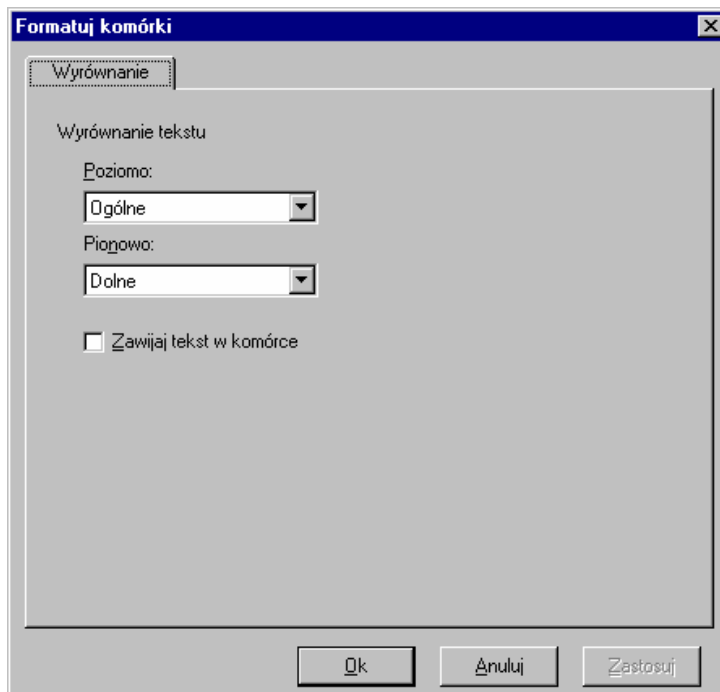 Formatuj komórki
Wyrównanie
Wyrównanie tekstu
Poziomo:
Ogólne
Pionowo:
Dolne
Zawijaj tekst w komórce
Ok Anuluj Zastosuj